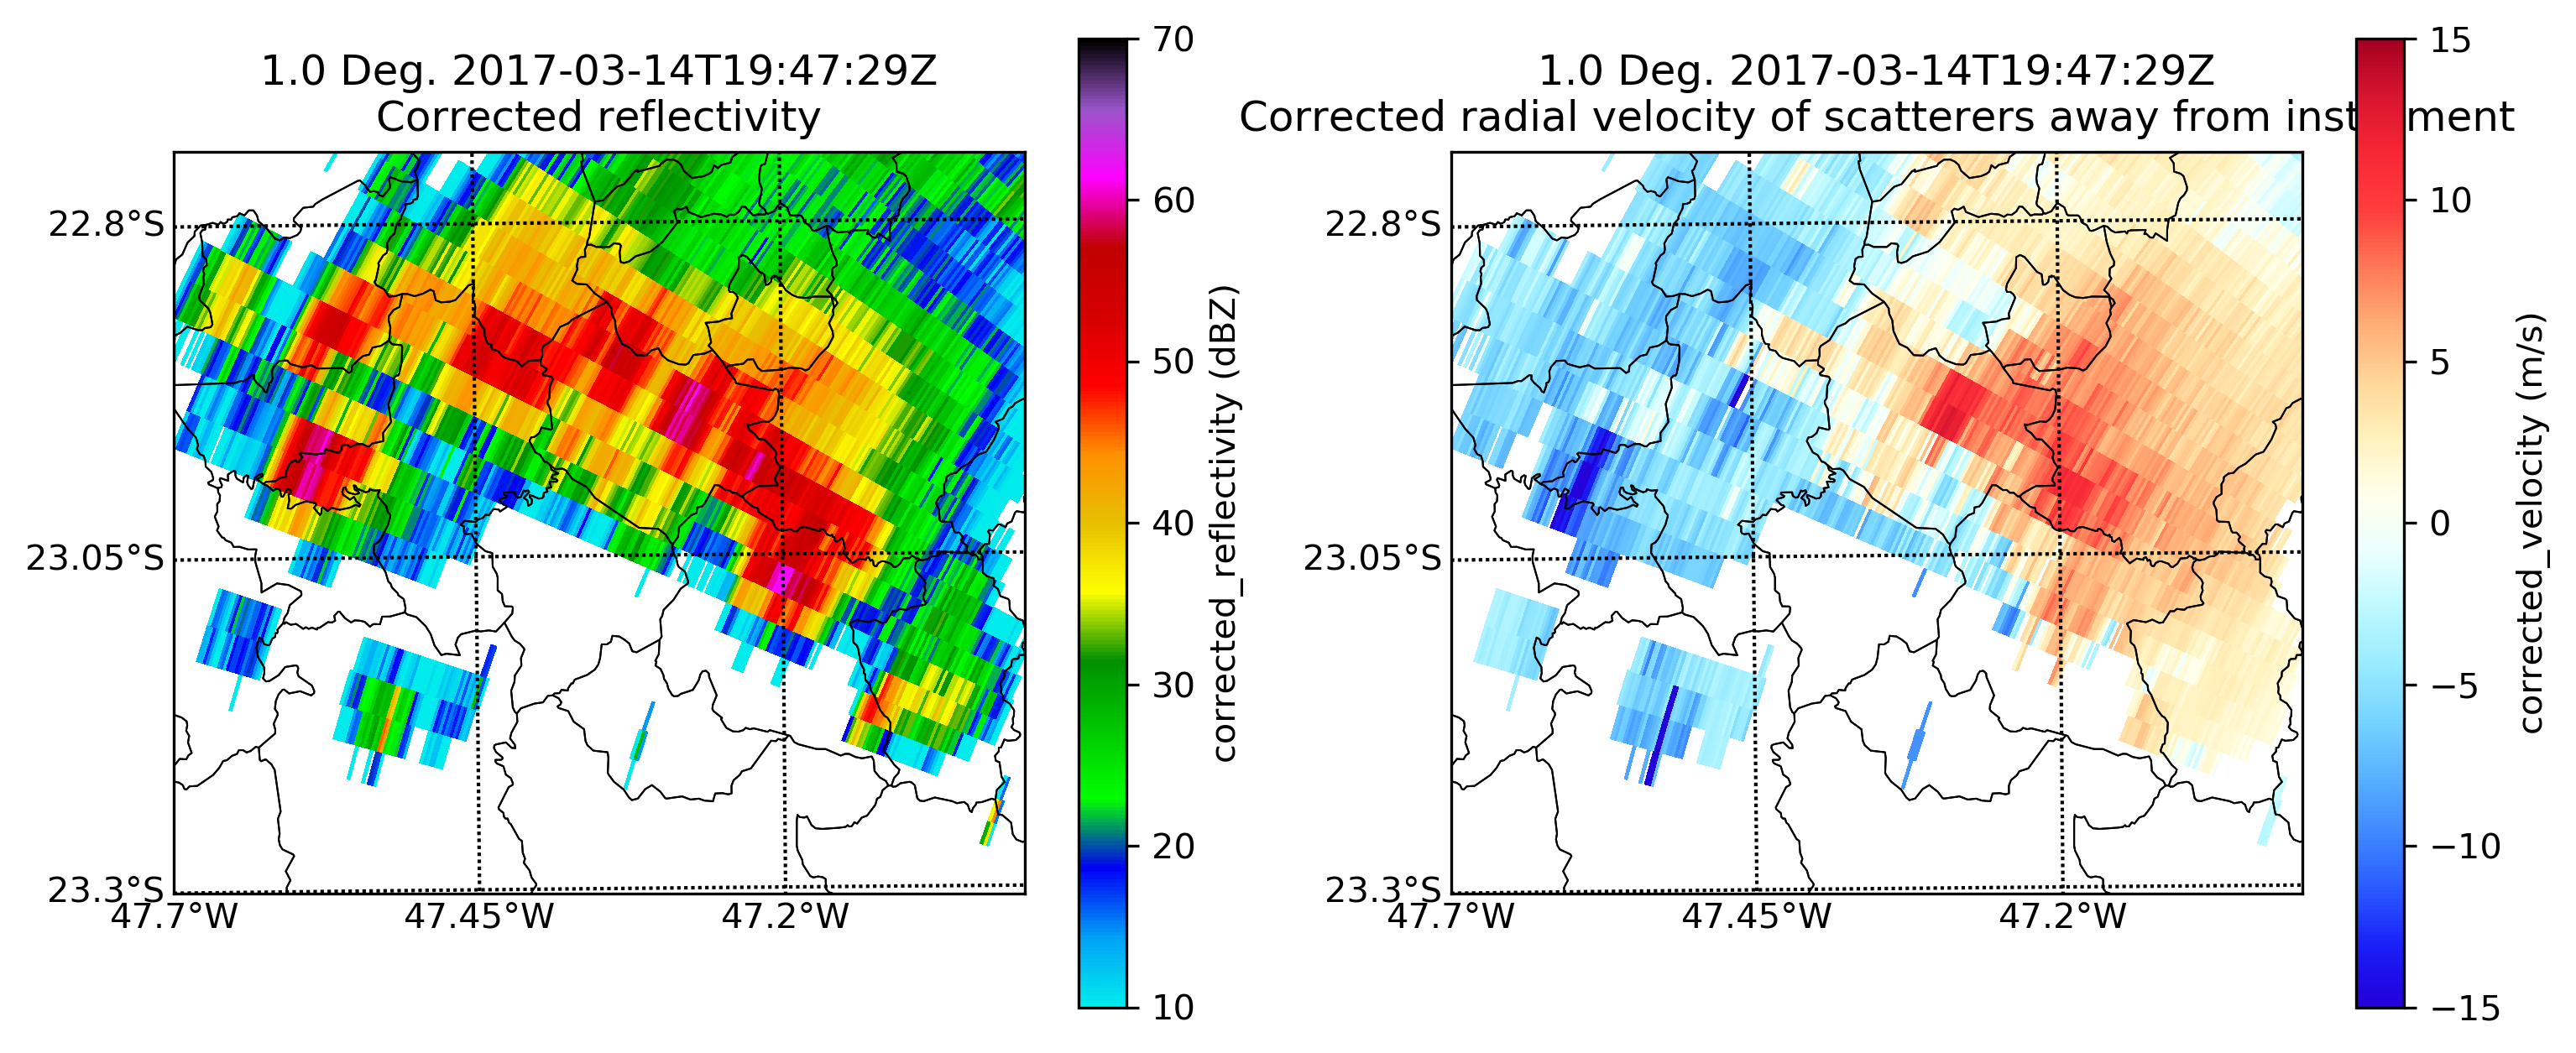 1.0 Deg. 2017-03-14T19:47:29Z
Corrected reflectivity
22.8°S
23.05°S
23.3°S
47.7°W
47.45°W
47.2°W
70
60
50
40
30
20
10
corrected_reflectivity (dBZ)
1.0 Deg. 2017-03-14T19:47:29Z
Corrected radial velocity of scatterers away from inst ment
22.8°S
23.05°S
23.3°S
47.7°W
47.45°W
47.2°W
15
10
5
0
−5
−10
−15
corrected_velocity (m/s)